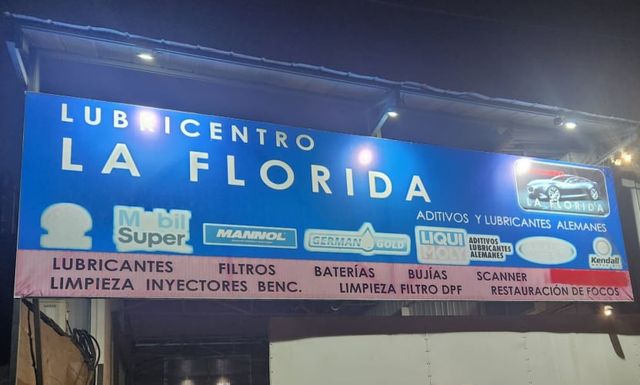 LUBRICENTRO
LA FLORIDA
LA FLORIDA
ADITIVOS Y LUBRICANTES ALEMANES
Mobil Super
MANNOL
GERMAN GOLD
LIQUI MOLY
ADITIVOS LUBRICANTES ALEMANES
Kendall
LUBRICANTES FILTROS BATERÍAS BUJÍAS SCANNER
LIMPIEZA INYECTORES BENC. LIMPIEZA FILTRO DPF RESTAURACIÓN DE FOCOS